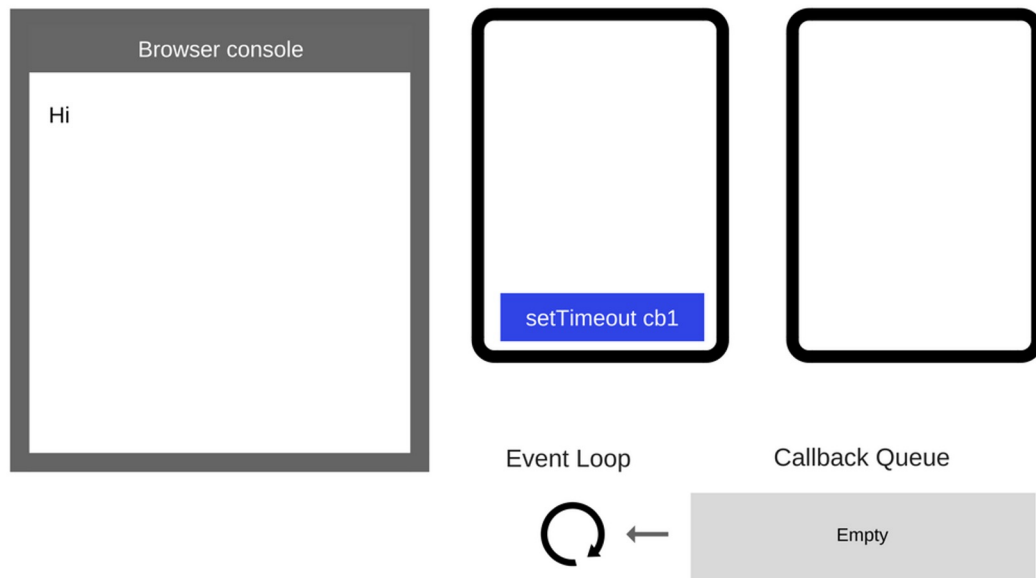 Browser console
Hi
setTimeout cb1
Event Loop
Callback Queue
Empty